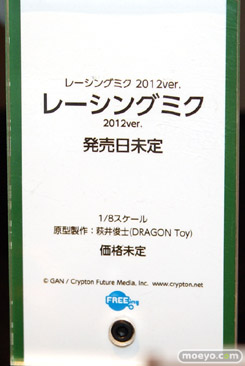 レーシングミク 2012ver.
レーシングミク
2012ver.
発売日未定
1/8スケール
原型製作：萩井俊士(DRAGON Toy)
価格未定
© GAN / Crypton Future Media, Inc. www.crypton.net
FREEing
moeyo.com